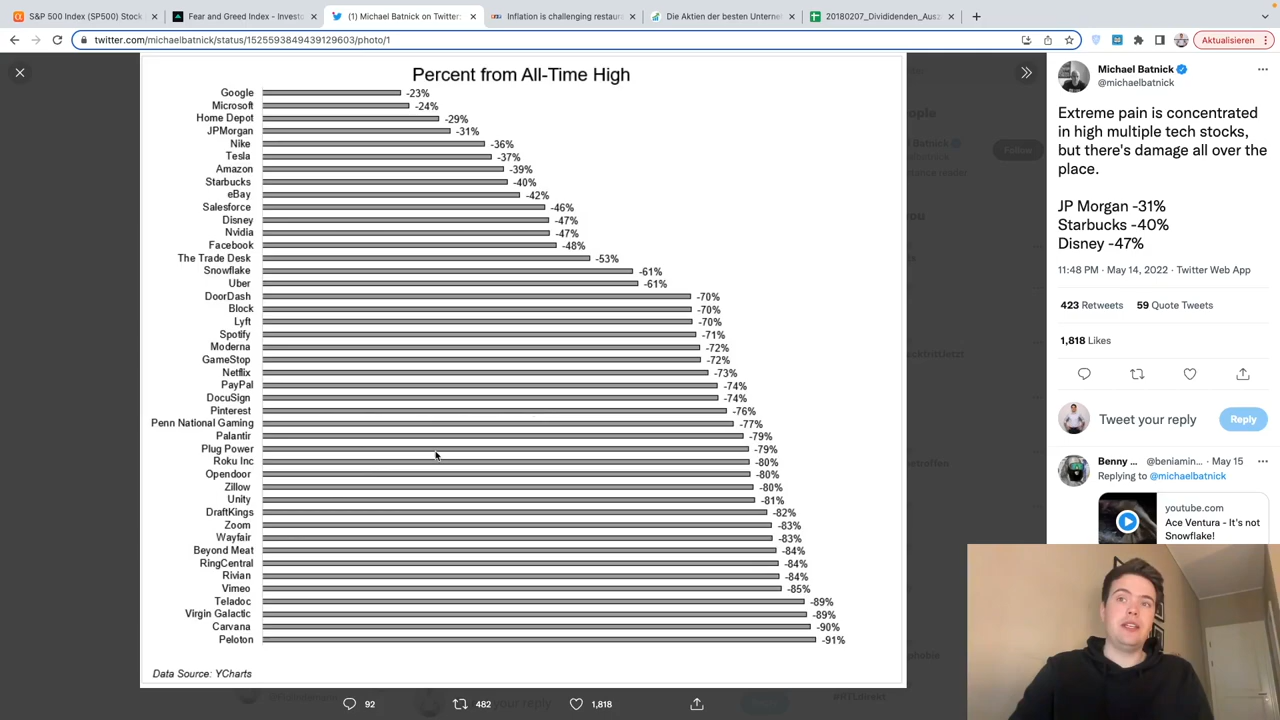 S&P 500 Index (SP500) Stock
Fear and Greed Index - Investo
(1) Michael Batnick on Twitter:
Inflation is challenging restaur
Die Aktien der besten Unterne
20180207_Divididenden_Ausz
twitter.com/michaelbatnick/status/1525593849439129603/photo/1
Aktualisieren
Percent from All-Time High
Google -23%
Microsoft -24%
Home Depot -29%
JPMorgan -31%
Nike -36%
Tesla -37%
Amazon -39%
Starbucks -40%
eBay -42%
Salesforce -46%
Disney -47%
Nvidia -47%
Facebook -48%
The Trade Desk -53%
Snowflake -61%
Uber -61%
DoorDash -70%
Block -70%
Lyft -70%
Spotify -71%
Moderna -72%
GameStop -72%
Netflix -73%
PayPal -74%
DocuSign -74%
Pinterest -76%
Penn National Gaming -77%
Palantir -79%
Plug Power -79%
Roku Inc -80%
Opendoor -80%
Zillow -80%
Unity -81%
DraftKings -82%
Zoom -83%
Wayfair -83%
Beyond Meat -84%
RingCentral -84%
Rivian -84%
Vimeo -85%
Teladoc -89%
Virgin Galactic -89%
Carvana -90%
Peloton -91%
Data Source: YCharts
92
482
1,818
Michael Batnick
@michaelbatnick
Extreme pain is concentrated
in high multiple tech stocks,
but there's damage all over the
place.
JP Morgan -31%
Starbucks -40%
Disney -47%
11:48 PM · May 14, 2022 · Twitter Web App
423 Retweets 59 Quote Tweets
1,818 Likes
Tweet your reply
Reply
Benny ... @beniamin... · May 15
Replying to @michaelbatnick
youtube.com
Ace Ventura - It's not
Snowflake!